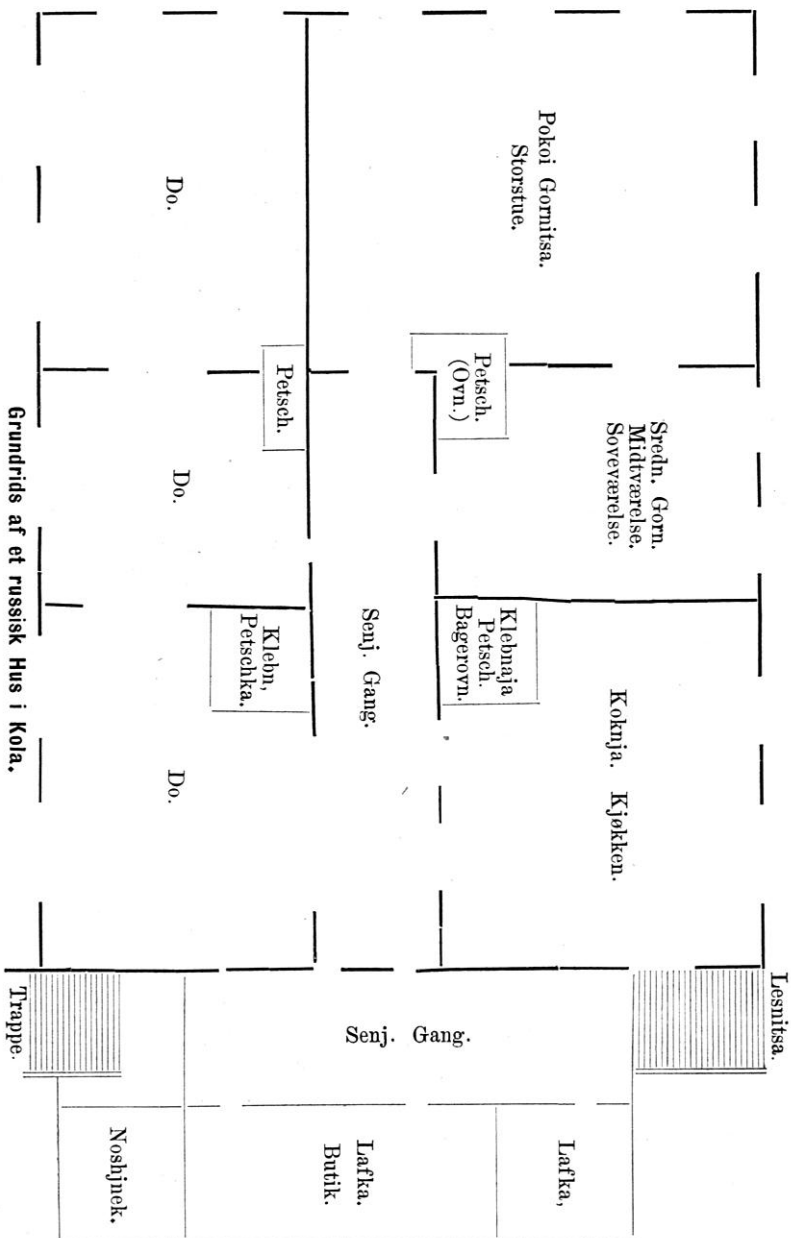 Pokoi Gornitsa.
Storstue.
Petsch.
(Ovn.)
Sredn. Gorn.
Midtværelse.
Soveværelse.
Klebnaja
Petsch.
Bagerovn.
Koknja. Kjøkken.
Lesnitsa.
Senj. Gang.
Senj. Gang.
Do.
Petsch.
Do.
Klebn,
Petschka.
Do.
Trappe.
Lafka,
Lafka.
Butik.
Noshjnek.
Grundrids af et russisk Hus i Kola.